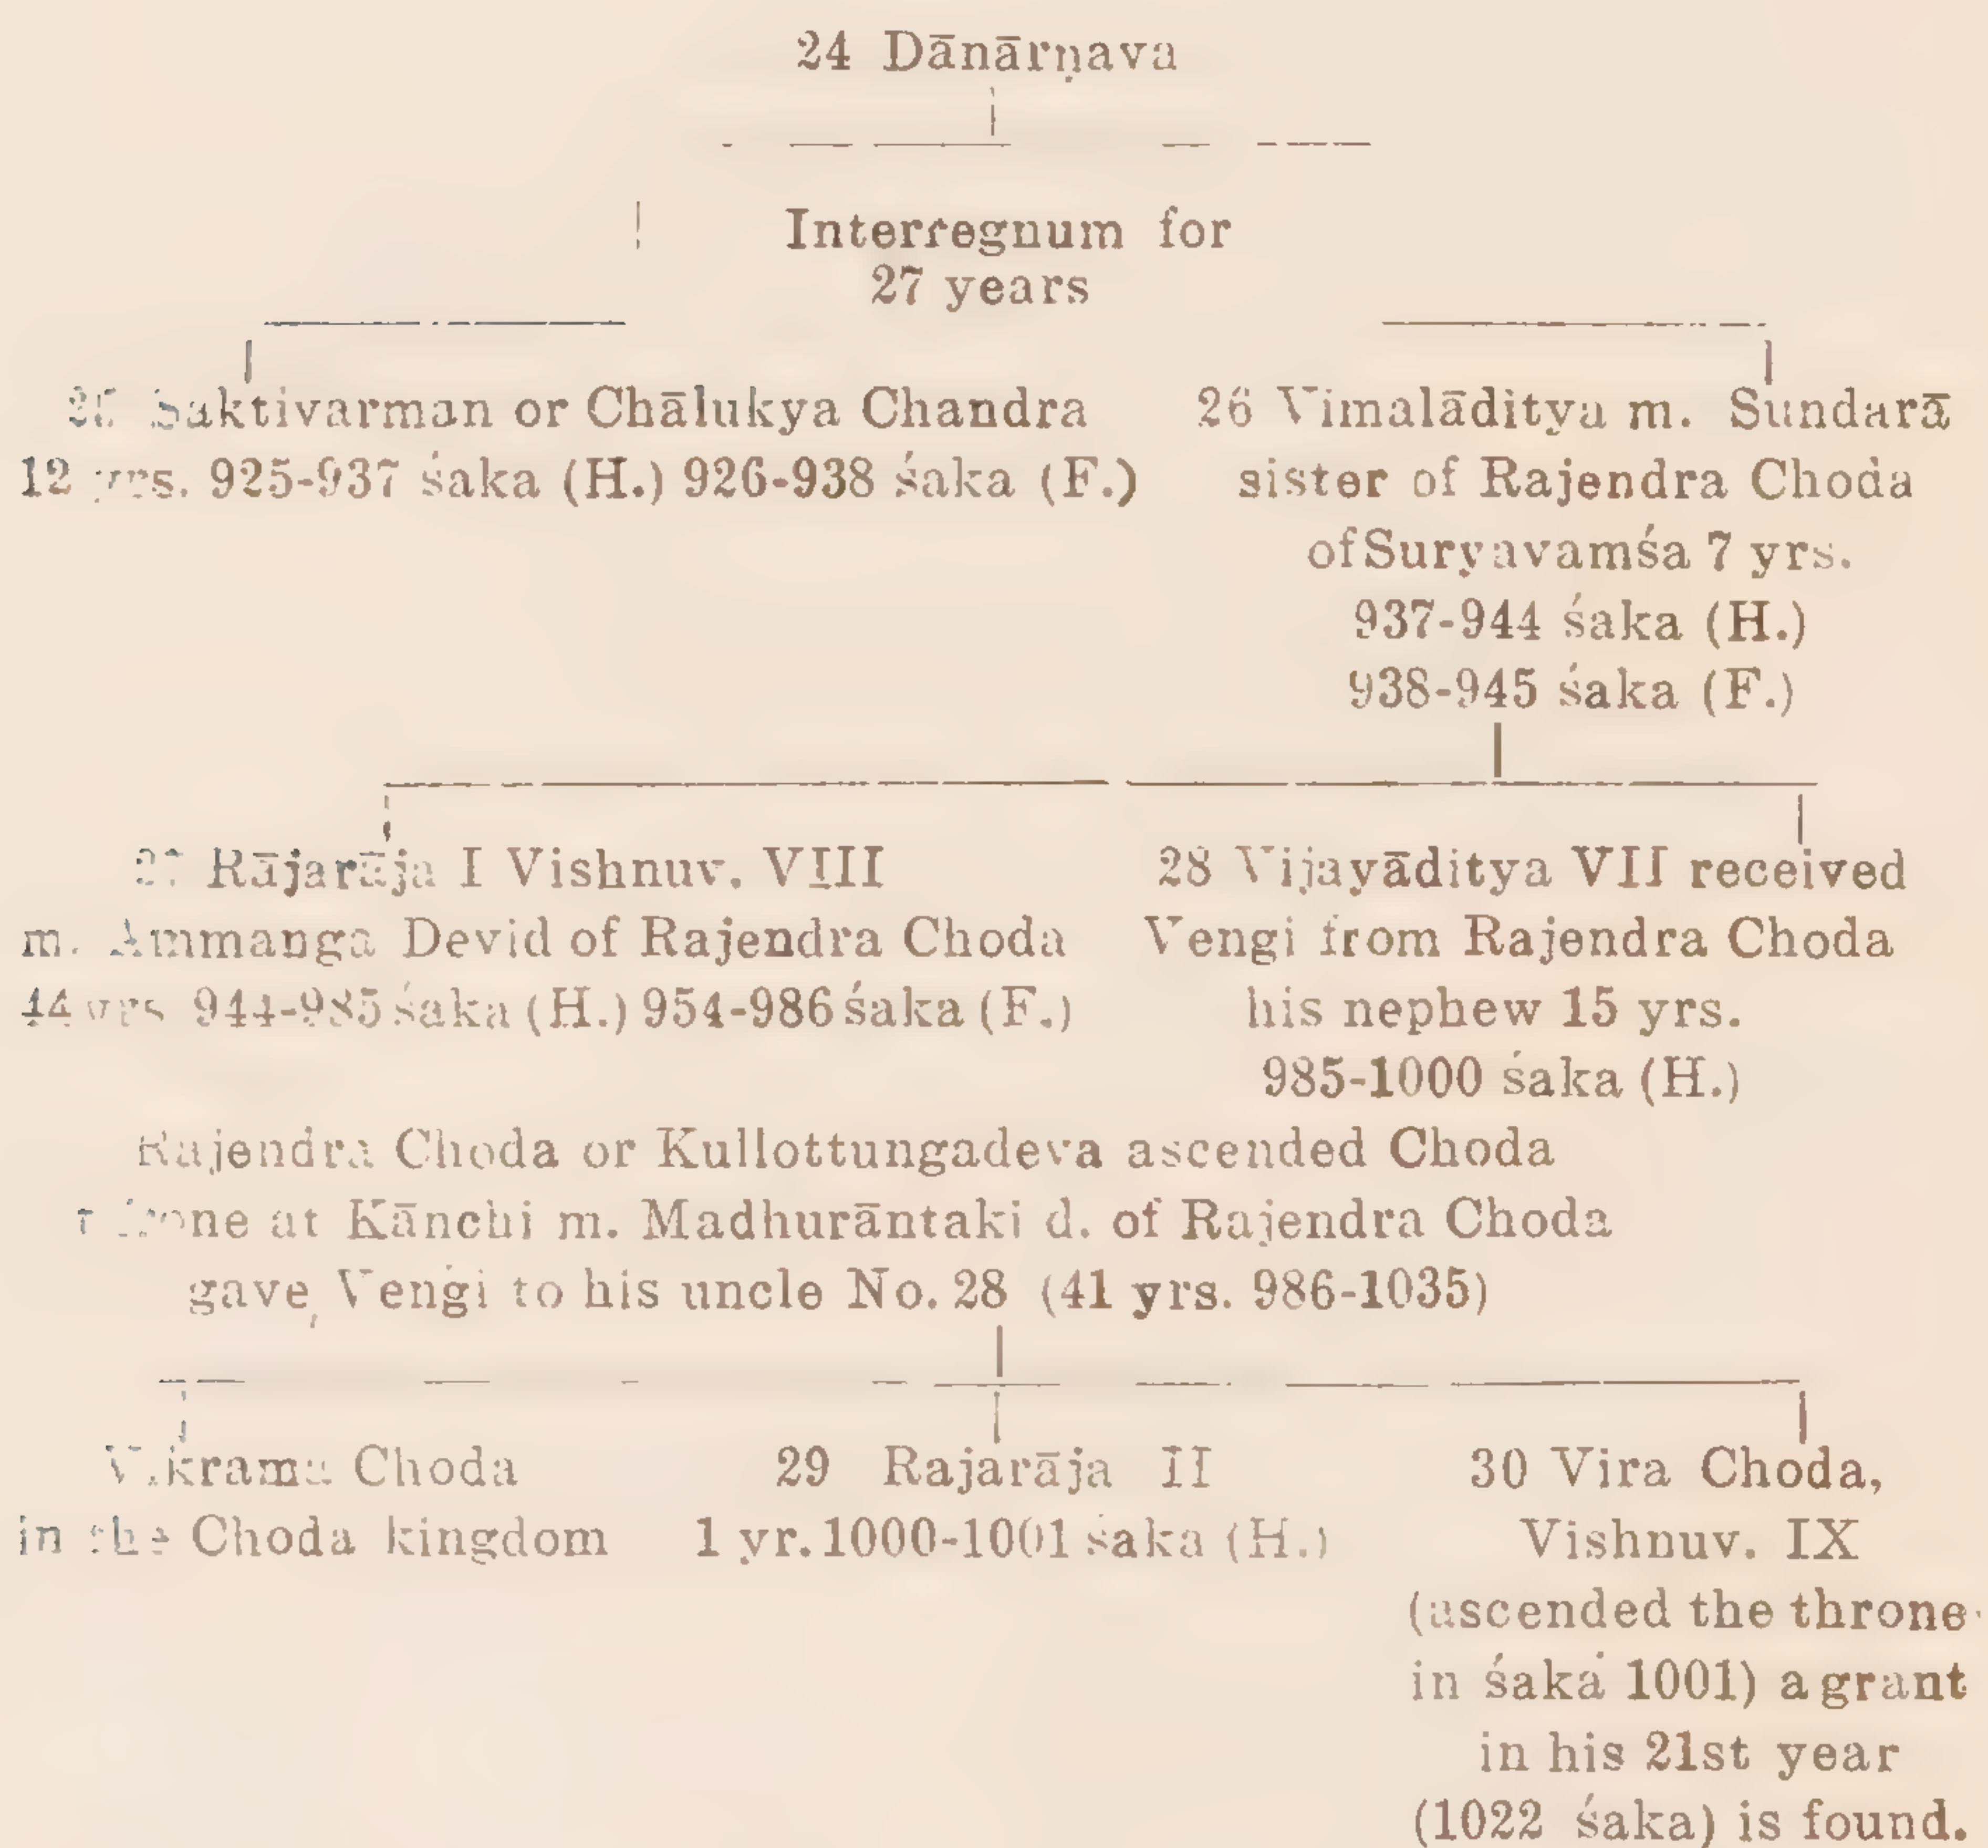 24 Dānārṇava
Interregnum for
27 years
Saktivarman or Chālukya Chandra
12 yrs. 925-937 śaka (H.) 926-938 śaka (F.)
26 Vimalāditya m. Sundarā
sister of Rajendra Choda
of Suryavamśa 7 yrs.
937-944 śaka (H.)
938-945 śaka (F.)
Rājarāja I Vishnuv. VIII
m. Ammanga Devid of Rajendra Choda
44 yrs 944-985 śaka (H.) 954-986 śaka (F.)
28 Vijayāditya VII received
Vengi from Rajendra Choda
his nephew 15 yrs.
985-1000 śaka (H.)
Rajendra Choda or Kullottungadeva ascended Choda
throne at Kānchi m. Madhurāntaki d. of Rajendra Choda
gave Vengi to his uncle No. 28 (41 yrs. 986-1035)
Vikrama Choda
in the Choda kingdom
29 Rajarāja II
1 yr. 1000-1001 śaka (H.)
30 Vira Choda,
Vishnuv. IX
(ascended the throne
in śaka 1001) a grant
in his 21st year
(1022 śaka) is found.